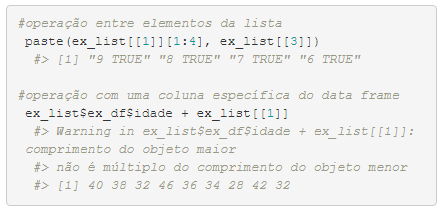 #operação entre elementos da lista
paste(ex_list[[1]][1:4], ex_list[[3]])
#> [1] "9 TRUE" "8 TRUE" "7 TRUE" "6 TRUE"

#operação com uma coluna específica do data frame
ex_list$ex_df$idade + ex_list[[1]]
#> Warning in ex_list$ex_df$idade + ex_list[[1]]:
comprimento do objeto maior
#> não é múltiplo do comprimento do objeto menor
#> [1] 40 38 32 46 36 34 28 42 32